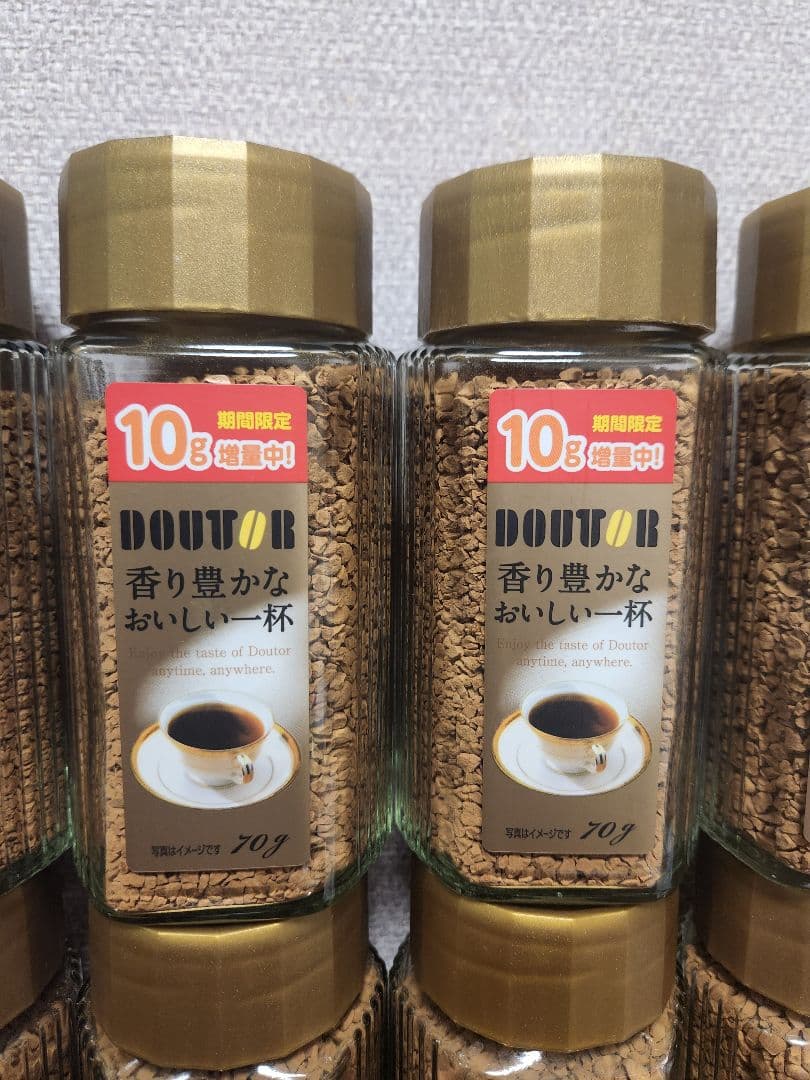 10g 期間限定
増量中!
DOUTOR
香り豊かな
おいしい一杯
Enjoy the taste of Doutor
anytime, anywhere.
写真はイメージです 70g
10g 期間限定
増量中!
DOUTOR
香り豊かな
おいしい一杯
Enjoy the taste of Doutor
anytime, anywhere.
写真はイメージです 70g